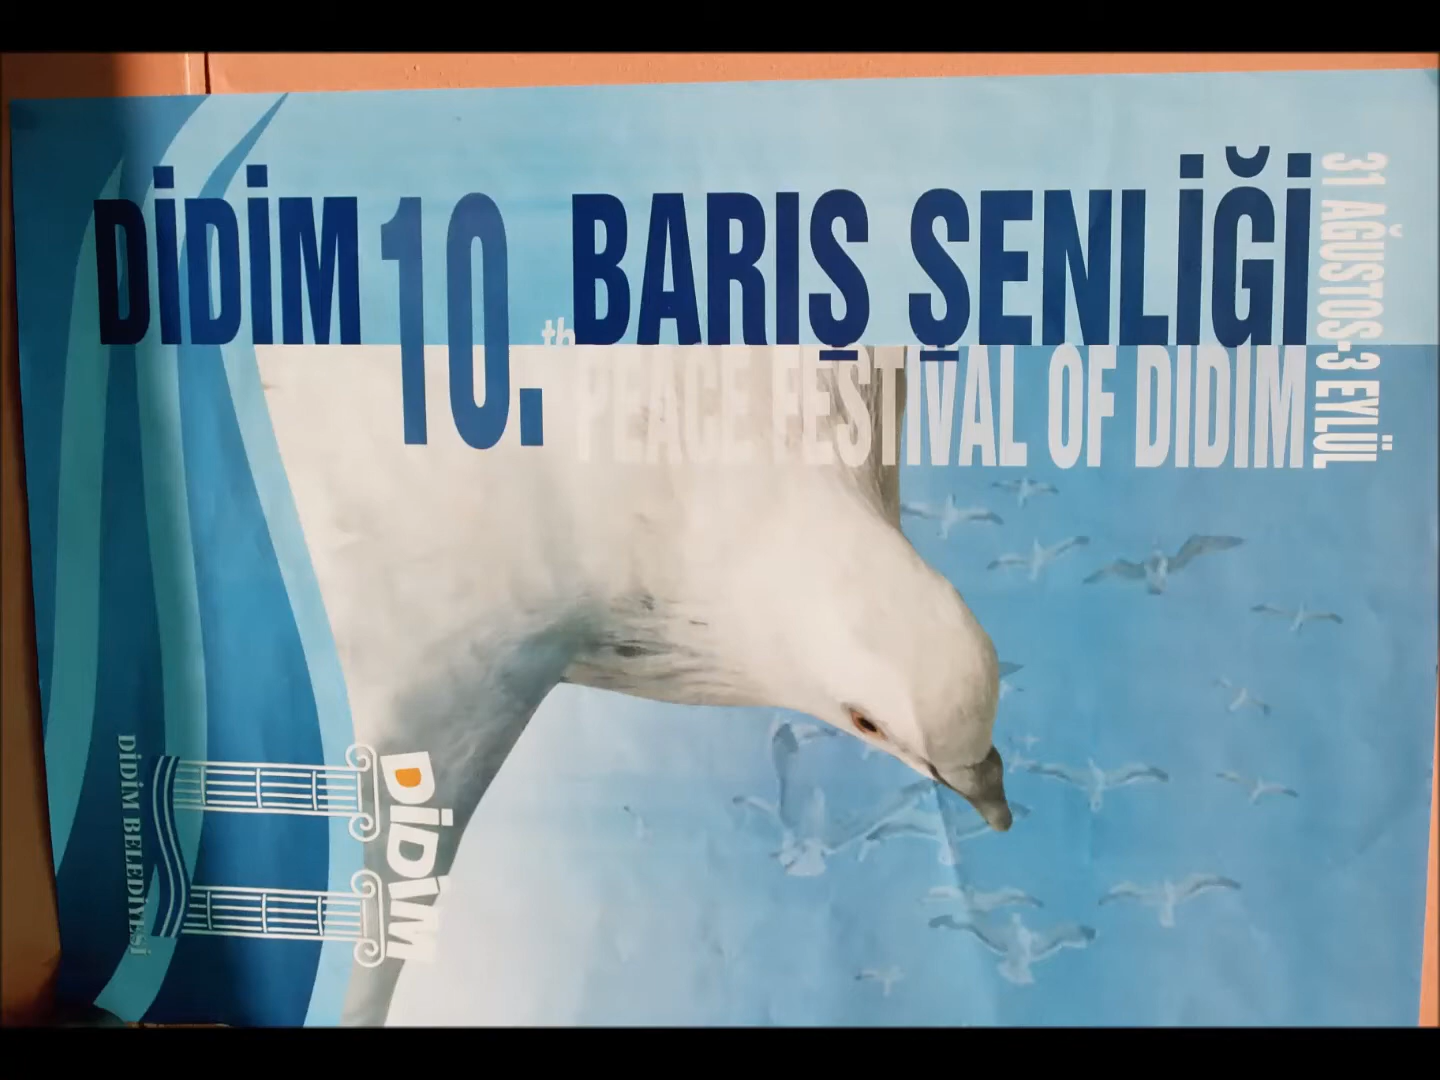 DİDİM 10. BARIŞ ŞENLİĞİ
th
PEACE FESTIVAL OF DIDIM
31 AĞUSTOS-3 EYLÜL
DİDİM
DİDİM BELEDİYESİ